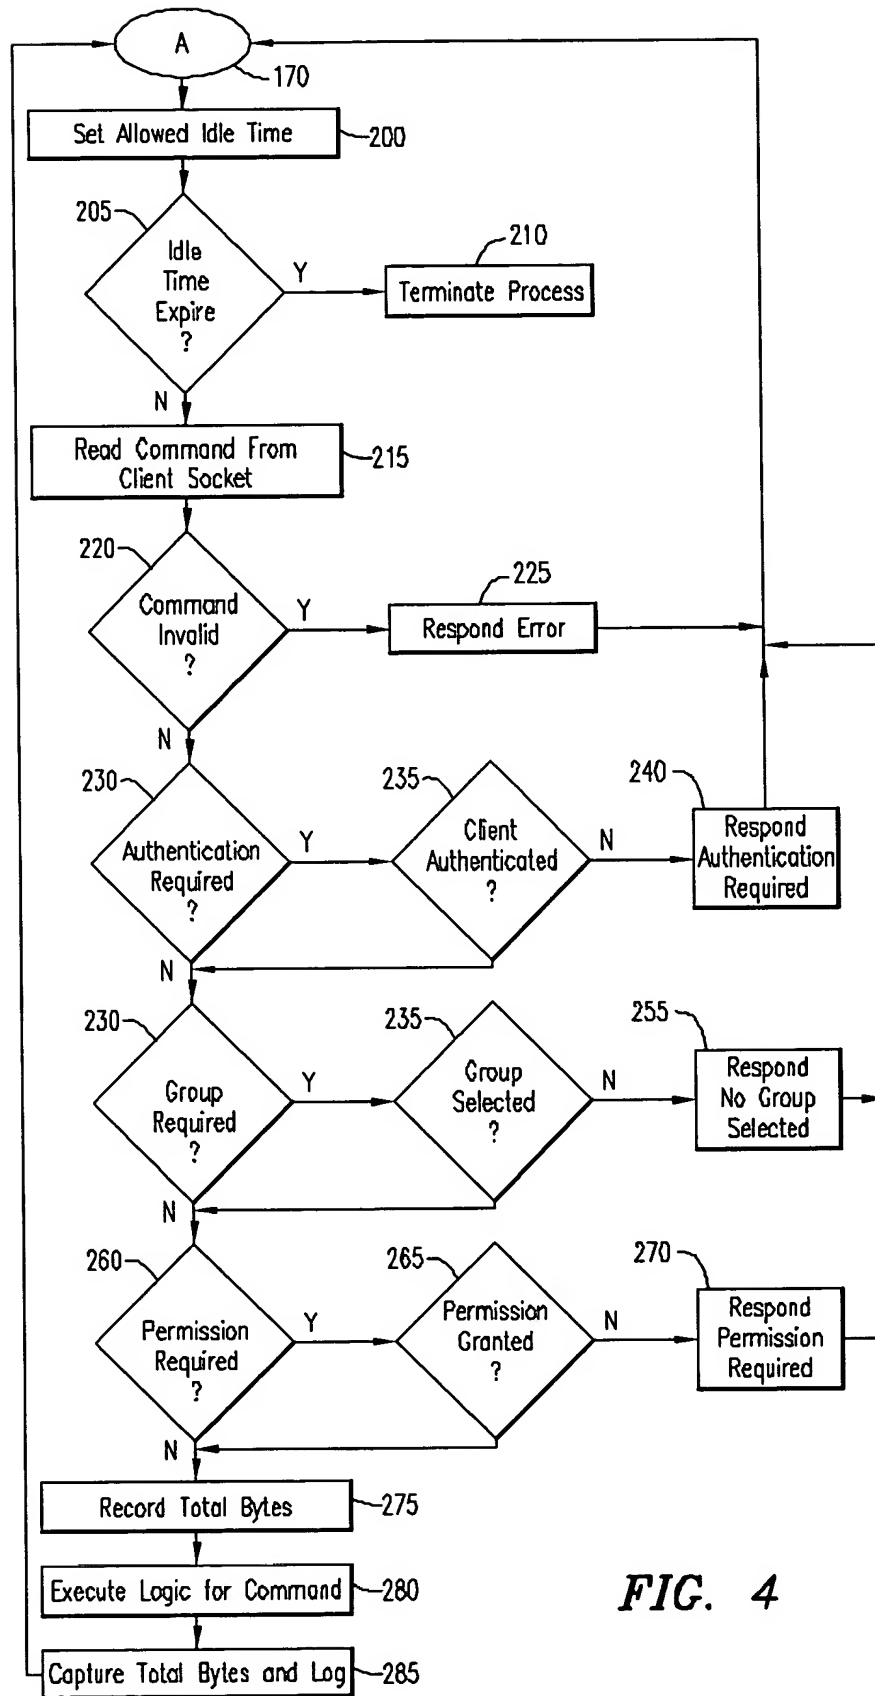 A
170
Set Allowed Idle Time
200
205
Idle
Time
Expire
?
Y
210
Terminate Process
N
Read Command From
Client Socket
215
220
Command
Invalid
?
Y
225
Respond Error
N
230
Authentication
Required
?
Y
235
Client
Authenticated
?
N
240
Respond
Authentication
Required
N
230
Group
Required
?
Y
235
Group
Selected
?
N
255
Respond
No Group
Selected
N
260
Permission
Required
?
Y
265
Permission
Granted
?
N
270
Respond
Permission
Required
N
Record Total Bytes
275
Execute Logic for Command
280
Capture Total Bytes and Log
285
FIG. 4